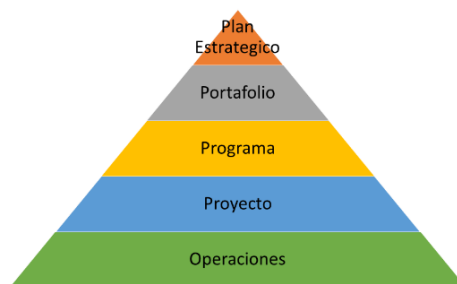 Plan
Estrategico
Portafolio
Programa
Proyecto
Operaciones